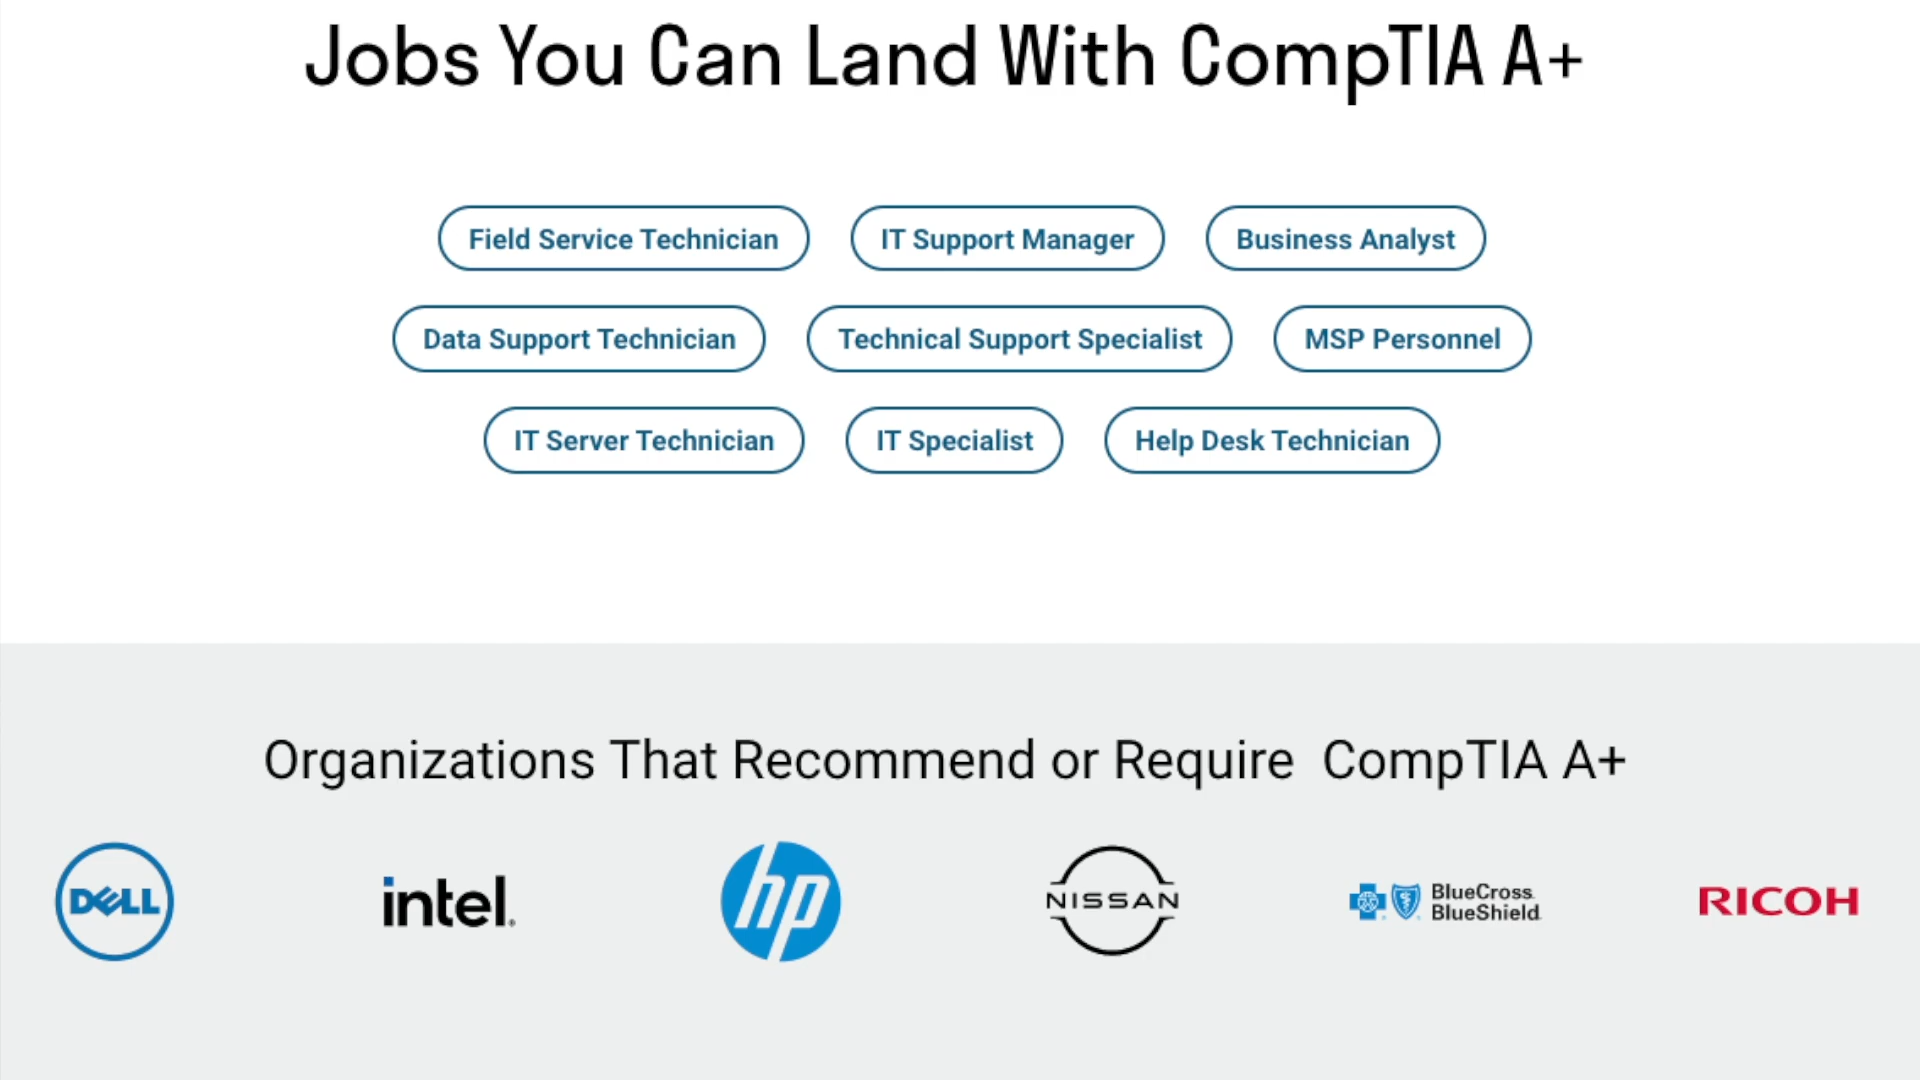 Jobs You Can Land With CompTIA A+
Field Service Technician
IT Support Manager
Business Analyst
Data Support Technician
Technical Support Specialist
MSP Personnel
IT Server Technician
IT Specialist
Help Desk Technician
Organizations That Recommend or Require CompTIA A+
DELL
intel.
hp
NISSAN
BlueCross
BlueShield
RICOH